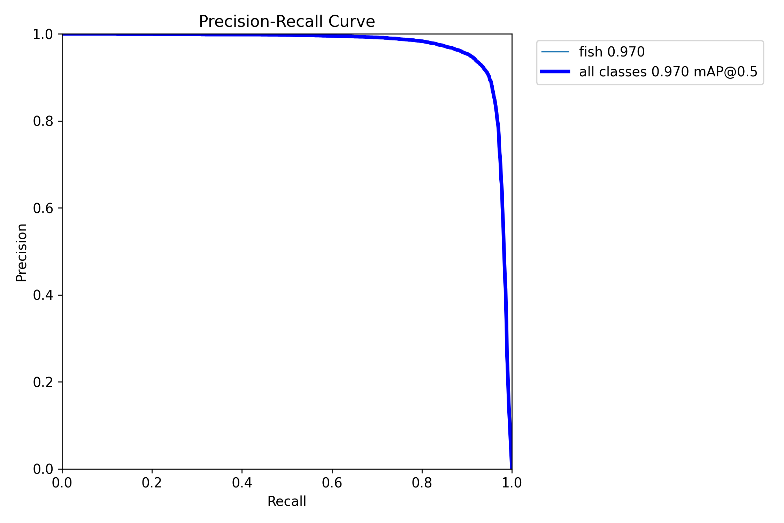 Precision-Recall Curve
fish 0.970
all classes 0.970 mAP@0.5
1.0
0.8
0.6
0.4
0.2
0.0
Precision
0.0 0.2 0.4 0.6 0.8 1.0
Recall